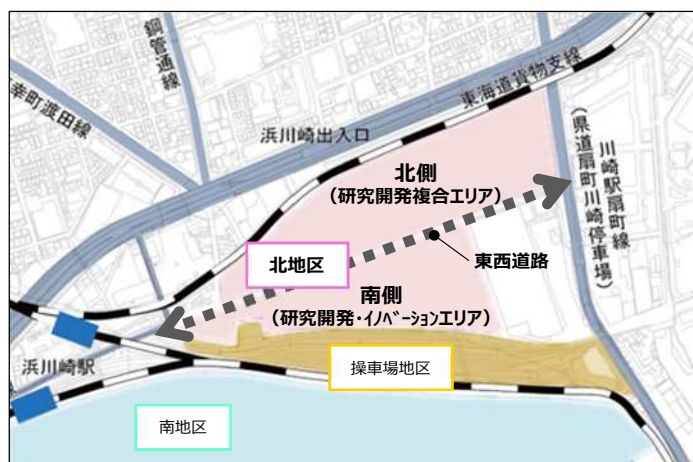 鋼管通線
幸町渡田線
浜川崎出入口
東海道貨物支線
北側
(研究開発複合エリア)
川崎駅扇町線
(県道扇町川崎停車場)
北地区
東西道路
南側
(研究開発・ｲﾉﾍﾞｰｼｮﾝエリア)
浜川崎駅
操車場地区
南地区